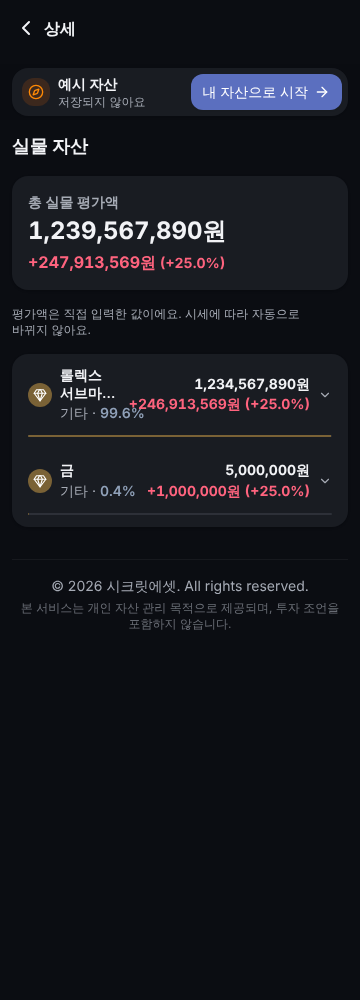 상세
예시 자산
저장되지 않아요
내 자산으로 시작
실물 자산
총 실물 평가액
1,239,567,890원
+247,913,569원 (+25.0%)
평가액은 직접 입력한 값이에요. 시세에 따라 자동으로
바뀌지 않아요.
롤렉스
서브마...
1,234,567,890원
+246,913,569원 (+25.0%)
기타 · 99.6%
금
5,000,000원
기타 · 0.4%
+1,000,000원 (+25.0%)
© 2026 시크릿에셋. All rights reserved.
본 서비스는 개인 자산 관리 목적으로 제공되며, 투자 조언을
포함하지 않습니다.